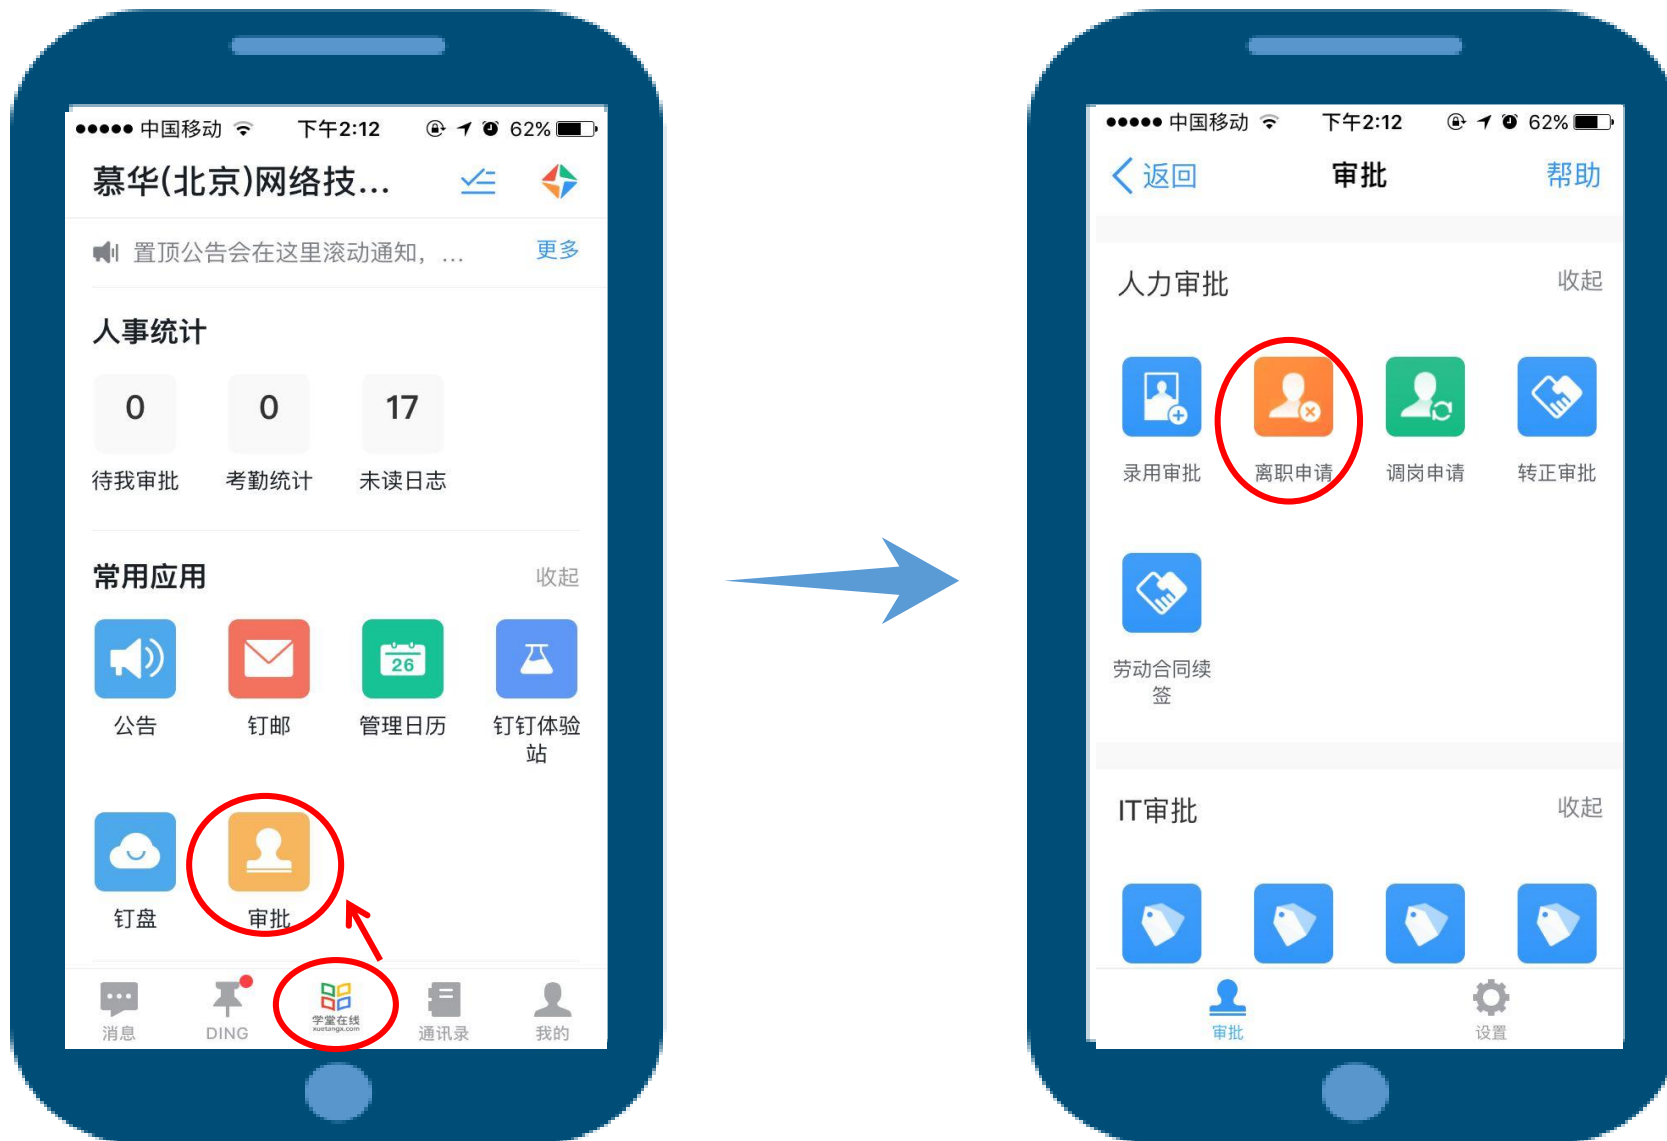 中国移动 下午2:12 62%
慕华(北京)网络技...
置顶公告会在这里滚动通知，... 更多
人事统计
0 0 17
待我审批 考勤统计 未读日志
常用应用 收起
26
公告 钉邮 管理日历 钉钉体验
站
钉盘 审批
学堂在线
xuetangx.com
消息 DING 通讯录 我的
中国移动 下午2:12 62%
返回 审批 帮助
人力审批 收起
录用审批 离职申请 调岗申请 转正审批
劳动合同续
签
IT审批 收起
审批 设置